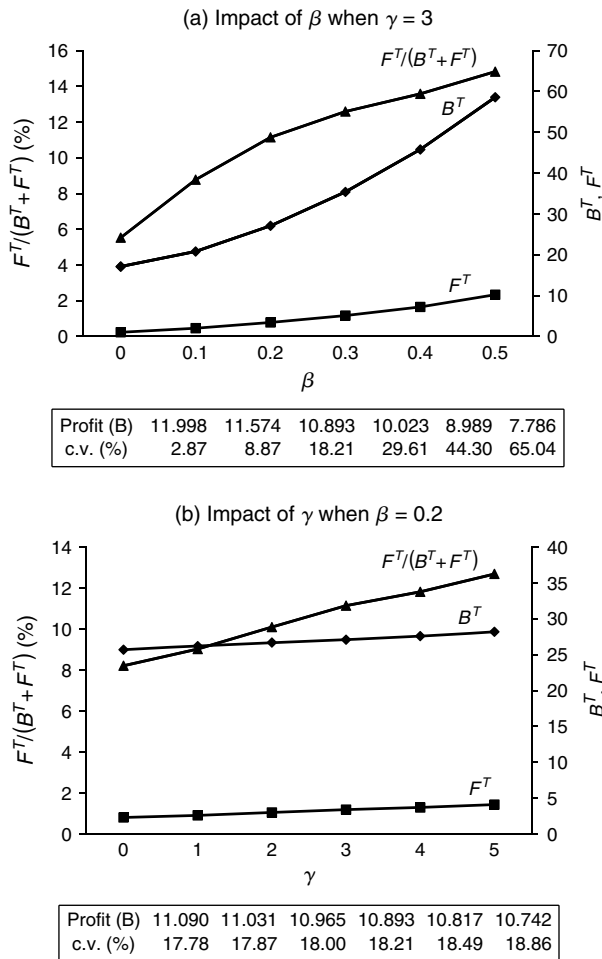 (a) Impact of β when γ = 3
F^T/(B^T+F^T) (%)
16
14
12
10
8
6
4
2
0
70
60
50
40
30
20
10
0
B^T, F^T
F^T/(B^T+F^T)
B^T
F^T
0 0.1 0.2 0.3 0.4 0.5
β
Profit (B) 11.998 11.574 10.893 10.023 8.989 7.786
c.v. (%) 2.87 8.87 18.21 29.61 44.30 65.04
(b) Impact of γ when β = 0.2
F^T/(B^T+F^T) (%)
14
12
10
8
6
4
2
0
40
35
30
25
20
15
10
5
0
B^T, F^T
F^T/(B^T+F^T)
B^T
F^T
0 1 2 3 4 5
γ
Profit (B) 11.090 11.031 10.965 10.893 10.817 10.742
c.v. (%) 17.78 17.87 18.00 18.21 18.49 18.86